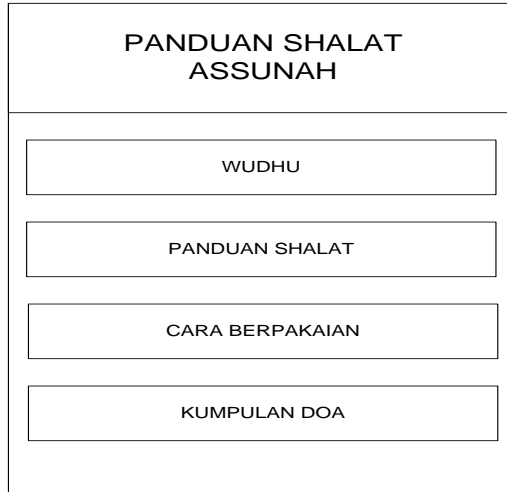 PANDUAN SHALAT
ASSUNAH
WUDHU
PANDUAN SHALAT
CARA BERPAKAIAN
KUMPULAN DOA